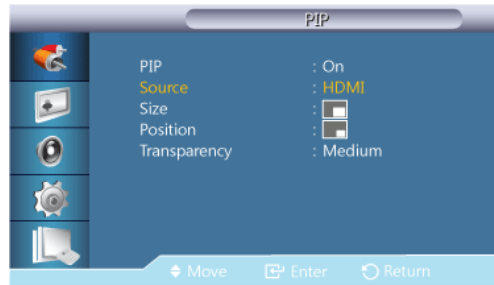 PIP
PIP : On
Source : HDMI
Size :
Position :
Transparency : Medium
Move Enter Return